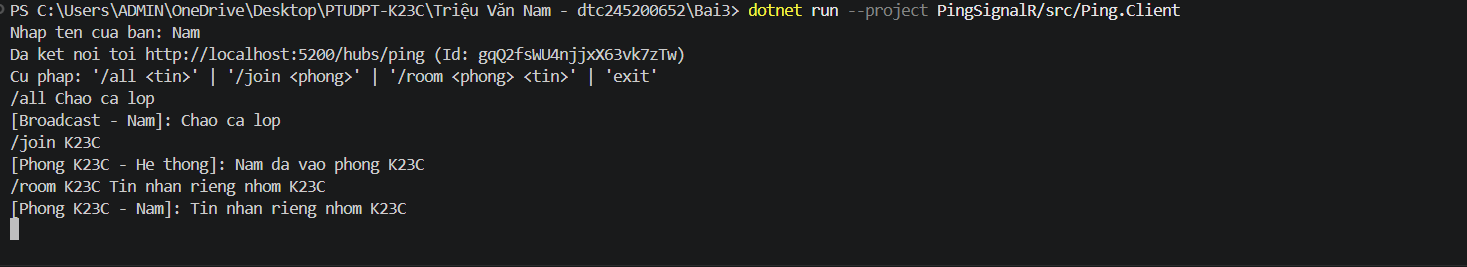 PS C:\Users\ADMIN\OneDrive\Desktop\PTUDPT-K23C\Triệu Văn Nam - dtc245200652\Bai3> dotnet run --project PingSignalR/src/Ping.Client
Nhap ten cua ban: Nam
Da ket noi toi http://localhost:5200/hubs/ping (Id: gqQ2fsWU4njjxX63vk7zTw)
Cu phap: '/all <tin>' | '/join <phong>' | '/room <phong> <tin>' | 'exit'
/all Chao ca lop
[Broadcast - Nam]: Chao ca lop
/join K23C
[Phong K23C - He thong]: Nam da vao phong K23C
/room K23C Tin nhan rieng nhom K23C
[Phong K23C - Nam]: Tin nhan rieng nhom K23C